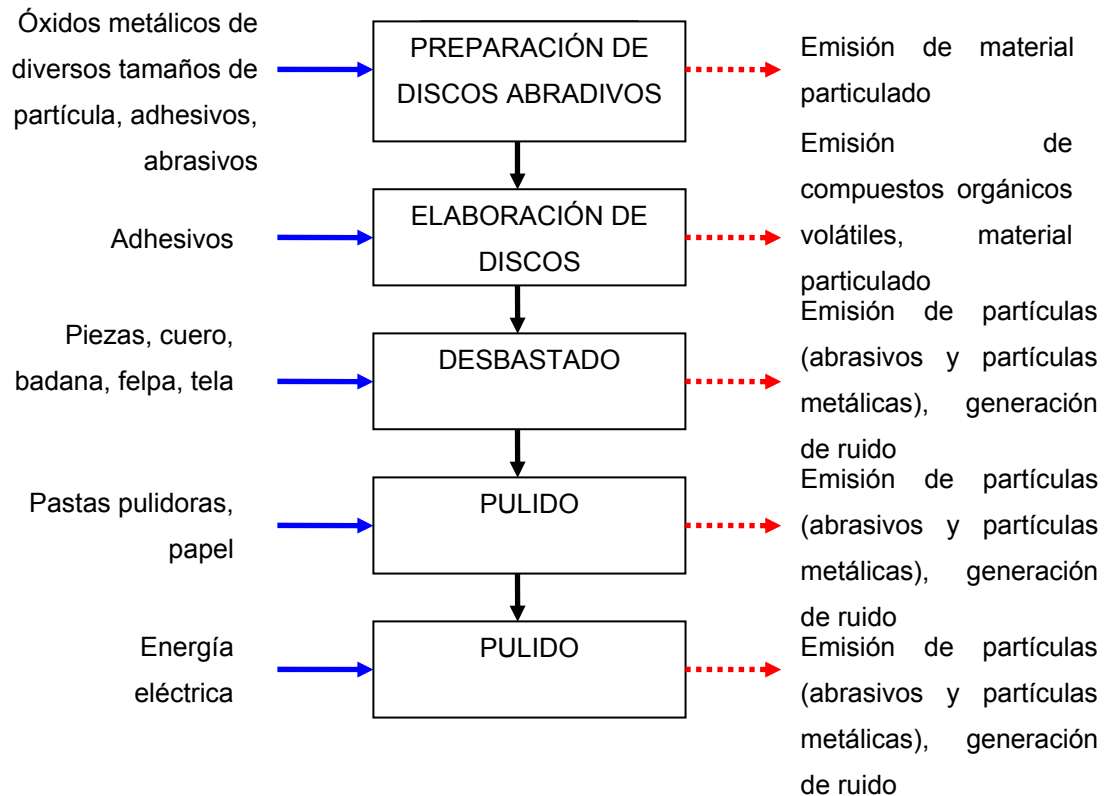 Óxidos metálicos de
diversos tamaños de
partícula, adhesivos,
abrasivos
PREPARACIÓN DE
DISCOS ABRADIVOS
Emisión de material
particulado
Adhesivos
ELABORACIÓN DE
DISCOS
Emisión de
compuestos orgánicos
volátiles, material
particulado
Piezas, cuero,
badana, felpa, tela
DESBASTADO
Emisión de partículas
(abrasivos y partículas
metálicas), generación
de ruido
Pastas pulidoras,
papel
PULIDO
Emisión de partículas
(abrasivos y partículas
metálicas), generación
de ruido
Energía
eléctrica
PULIDO
Emisión de partículas
(abrasivos y partículas
metálicas), generación
de ruido